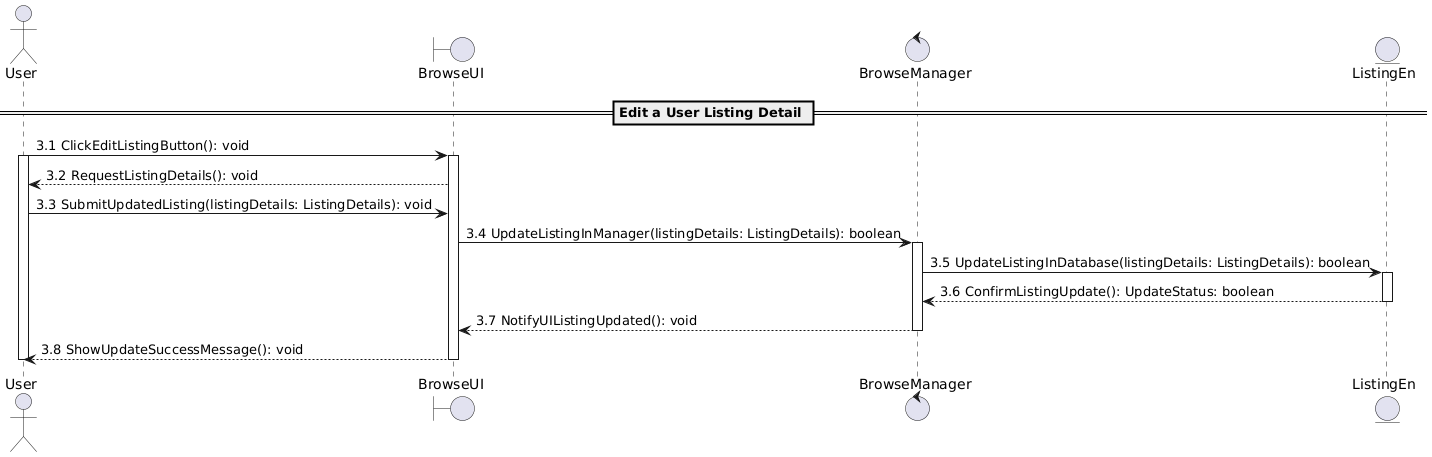 User
BrowseUI
BrowseManager
ListingEn
Edit a User Listing Detail
3.1 ClickEditListingButton(): void
3.2 RequestListingDetails(): void
3.3 SubmitUpdatedListing(listingDetails: ListingDetails): void
3.4 UpdateListingInManager(listingDetails: ListingDetails): boolean
3.5 UpdateListingInDatabase(listingDetails: ListingDetails): boolean
3.6 ConfirmListingUpdate(): UpdateStatus: boolean
3.7 NotifyUIListingUpdated(): void
3.8 ShowUpdateSuccessMessage(): void
User
BrowseUI
BrowseManager
ListingEn